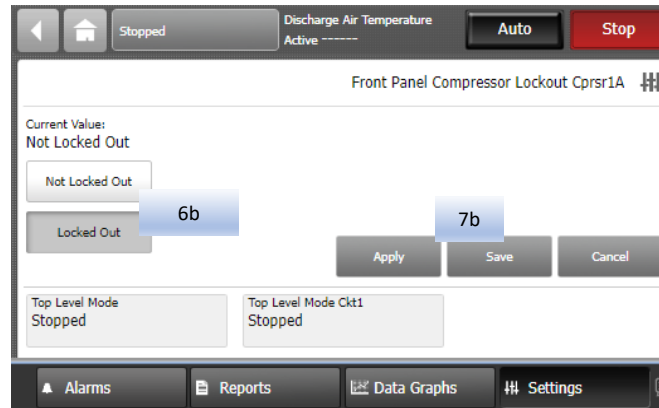 Stopped
Discharge Air Temperature
Active ------
Auto
Stop
Front Panel Compressor Lockout Cprsr1A
Current Value:
Not Locked Out
Not Locked Out
Locked Out
6b
7b
Apply
Save
Cancel
Top Level Mode
Stopped
Top Level Mode Ckt1
Stopped
Alarms
Reports
Data Graphs
Settings